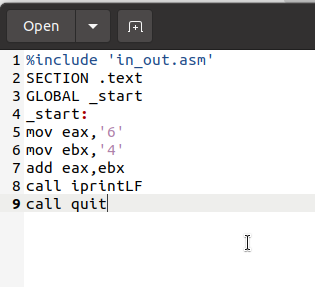 Open
1 %include 'in_out.asm'
2 SECTION .text
3 GLOBAL _start
4 _start:
5 mov eax,'6'
6 mov ebx,'4'
7 add eax,ebx
8 call iprintLF
9 call quit